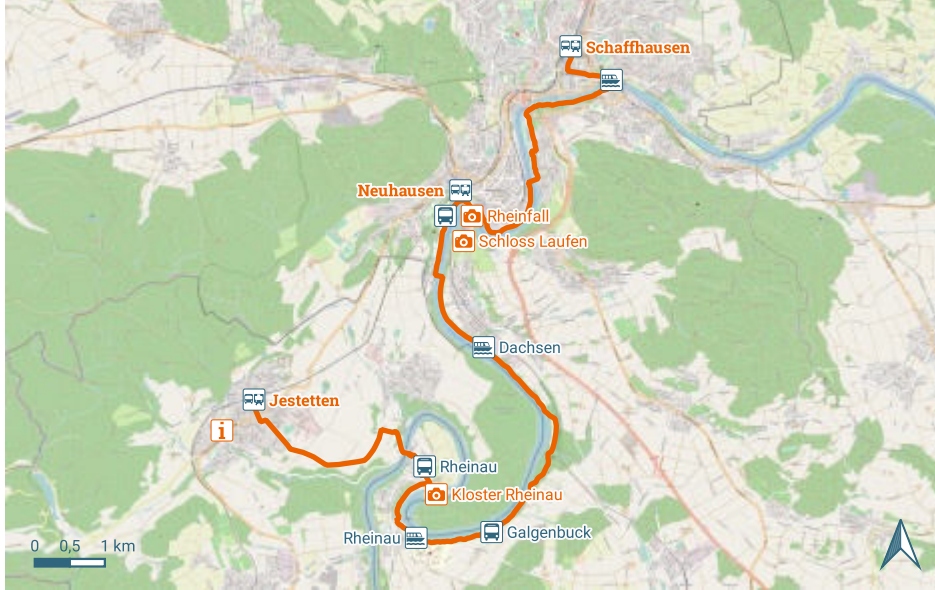 Schaffhausen
Neuhausen
Rheinfall
Schloss Laufen
Dachsen
Jestetten
i
Rheinau
Kloster Rheinau
Galgenbuck
Rheinau
0 0,5 1 km